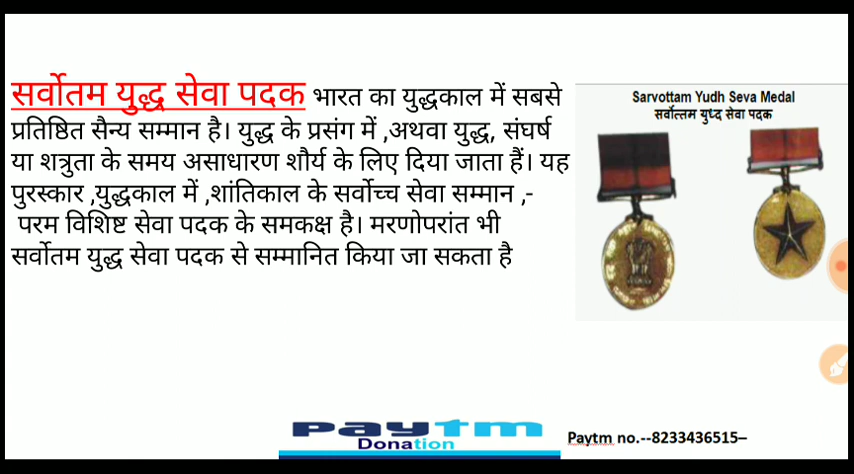 सर्वोतम युद्ध सेवा पदक भारत का युद्धकाल में सबसे
प्रतिष्ठित सैन्य सम्मान है। युद्ध के प्रसंग में ,अथवा युद्ध, संघर्ष
या शत्रुता के समय असाधारण शौर्य के लिए दिया जाता हैं। यह
पुरस्कार ,युद्धकाल में ,शांतिकाल के सर्वोच्च सेवा सम्मान ,-
परम विशिष्ट सेवा पदक के समकक्ष है। मरणोपरांत भी
सर्वोतम युद्ध सेवा पदक से सम्मानित किया जा सकता है
Sarvottam Yudh Seva Medal
सर्वोत्तम युध्द सेवा पदक
paytm
Donation
Paytm no.--8233436515–